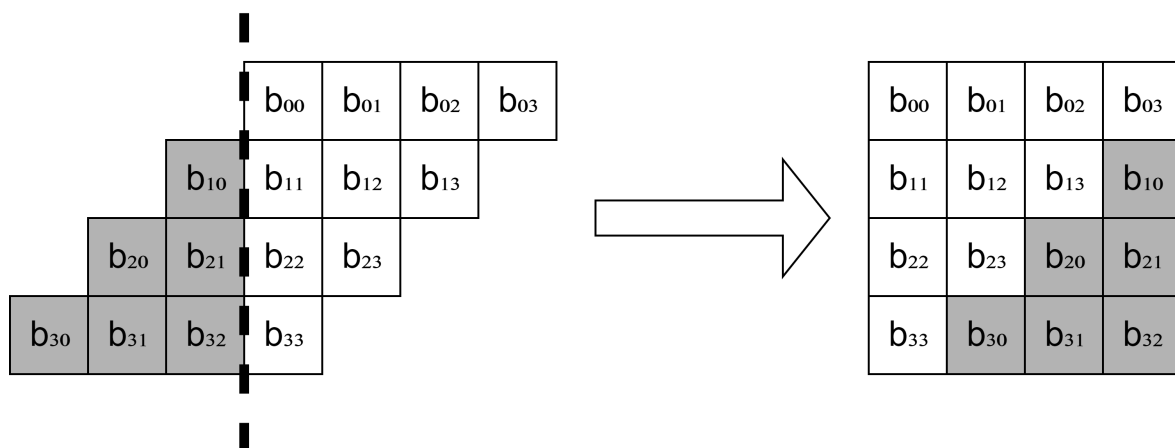 b₀₀ b₀₁ b₀₂ b₀₃
b₁₀ b₁₁ b₁₂ b₁₃
b₂₀ b₂₁ b₂₂ b₂₃
b₃₀ b₃₁ b₃₂ b₃₃
b₀₀ b₀₁ b₀₂ b₀₃
b₁₁ b₁₂ b₁₃ b₁₀
b₂₂ b₂₃ b₂₀ b₂₁
b₃₃ b₃₀ b₃₁ b₃₂